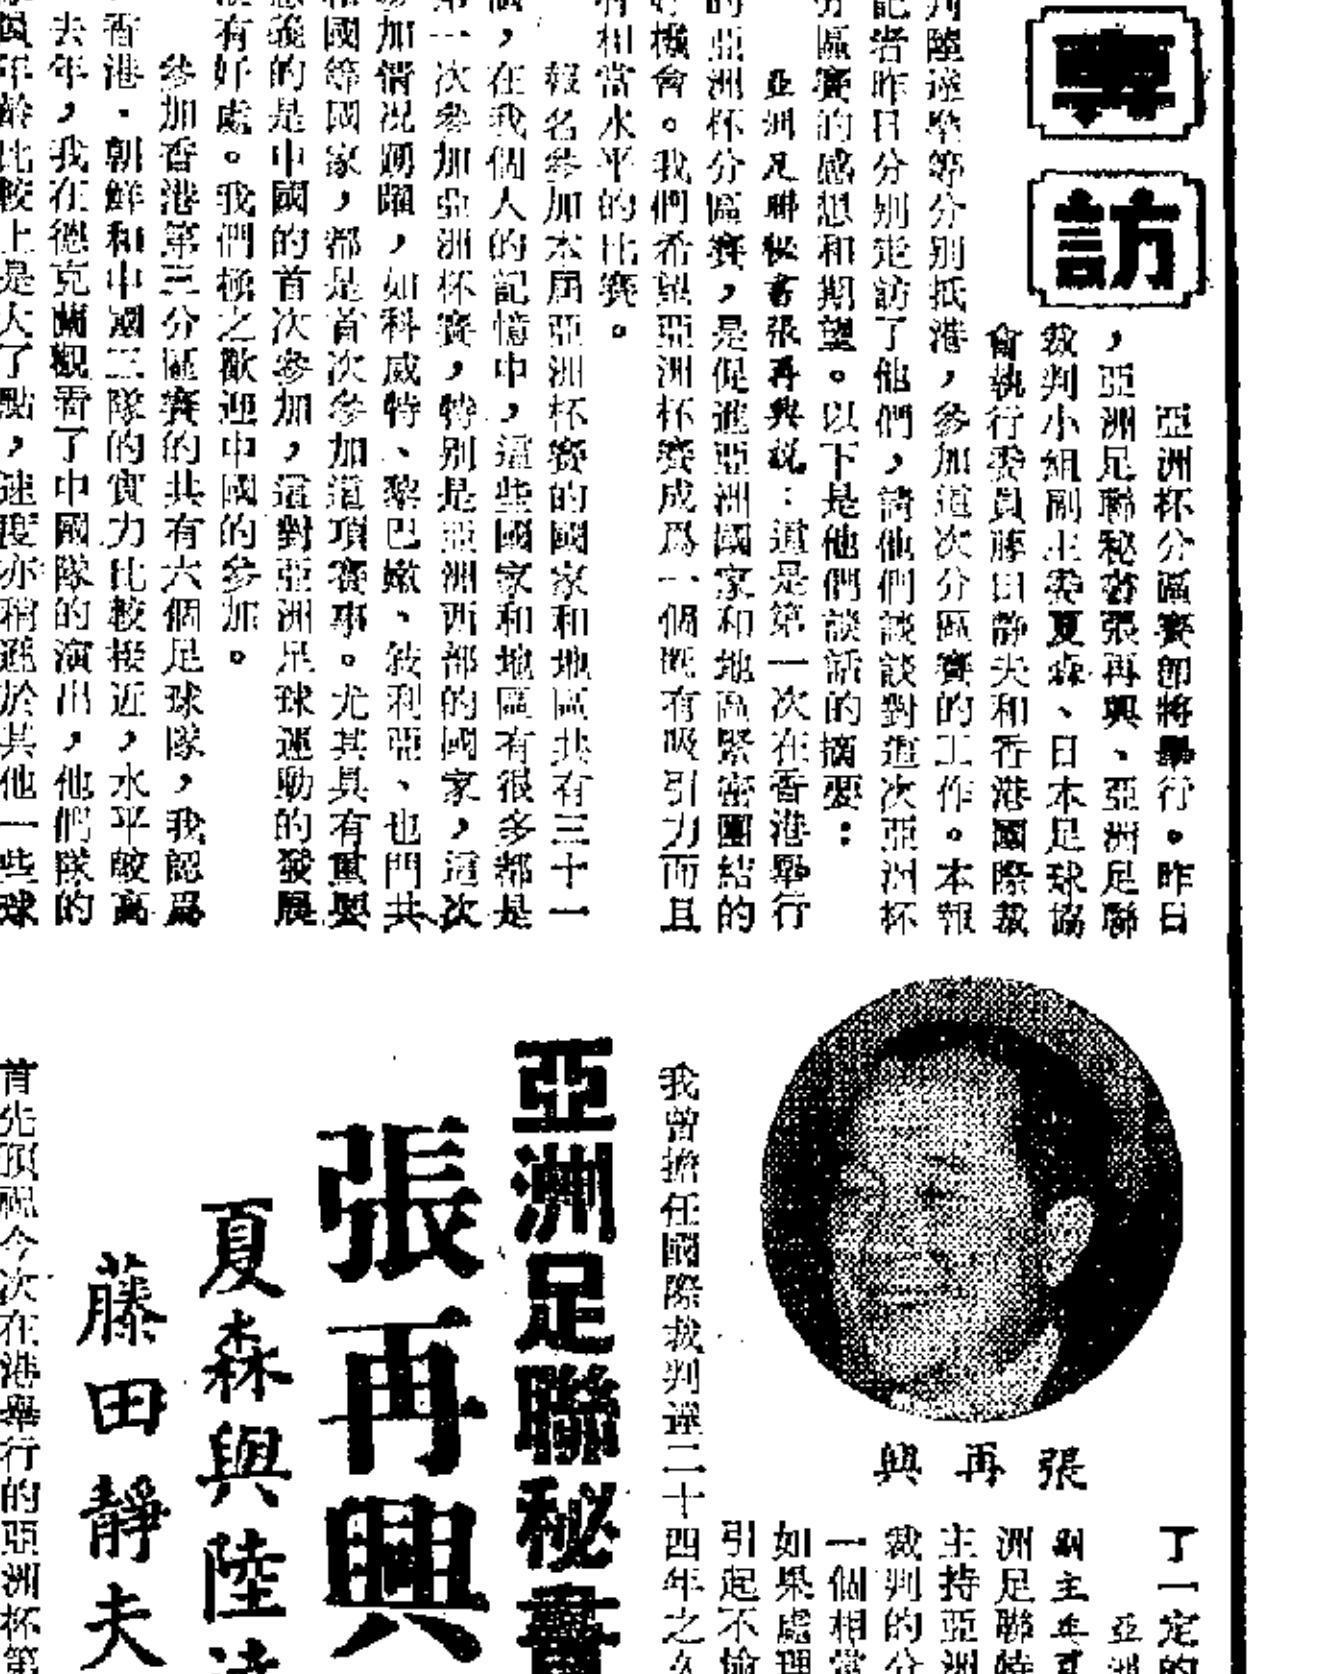 專訪
亞洲杯分區賽即將舉行。昨日
，亞洲足聯秘書張再興、亞洲足聯
裁判小組副主委夏森、日本足球協
會執行委員藤田靜夫和香港國際裁
判陸達樂等分別抵港，參加這次分區賽的工作。本報
記者昨日分別走訪了他們，請他們談談對這次亞洲杯
分區賽的感想和期望。以下是他們談話的摘要：
亞洲足聯秘書張再興說：這是第一次在香港舉行
的亞洲杯分區賽，是促進亞洲國家和地區緊密團結的
好機會。我們希望亞洲杯賽成爲一個既有吸引力而且
有相當水平的比賽。
報名參加本屆亞洲杯賽的國家和地區共有三十一
個，在我個人的記憶中，這些國家和地區有很多都是
第一次參加亞洲杯賽，特別是亞洲西部的國家，這次
參加情況踴躍，如科威特、黎巴嫩、敍利亞、也門共
和國等國家，都是首次參加這項賽事。尤其具有重要
意義的是中國的首次參加，這對亞洲足球運動的發展
有好處。我們極之歡迎中國的參加。
參加香港第三分區賽的共有六個足球隊，我認爲
香港、朝鮮和中國三隊的實力比較接近，水平較高
去年，我在德克蘭觀看了中國隊的演出，他們隊的
年齡比較上是大了點，速度亦稍遜於其他一些球
張再興
亞洲足聯秘書
張再興
夏森與陸達
藤田靜夫
了一定的
亞洲
副主委夏
洲足聯特
主持亞洲
裁判的分
一個相當
如果處理
引起不愉
我曾擔任國際裁判達二十四年之久
首先預祝今次在港舉行的亞洲杯第